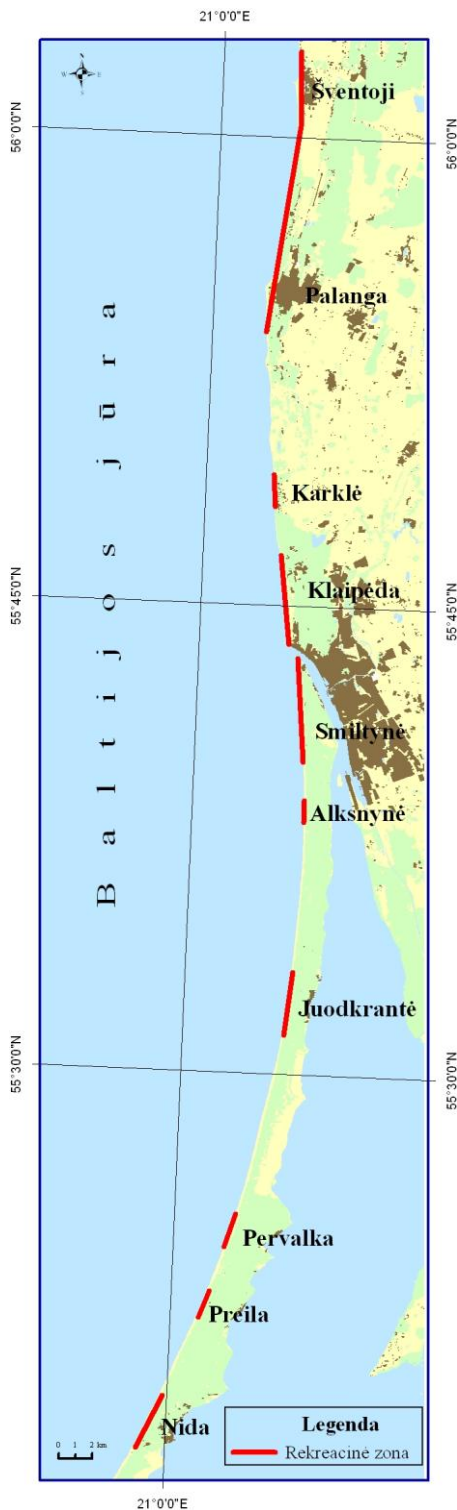 21°0'0"E
N
W E
S
Šventoji
56°0'0"N
56°0'0"N
Palanga
Baltijos jūra
Karklė
Klaipėda
55°45'0"N
55°45'0"N
Smiltynė
Alksnynė
Juodkrantė
55°30'0"N
55°30'0"N
Pervalka
Preila
Nida
Legenda
Rekreacinė zona
0 1 2 km
21°0'0"E